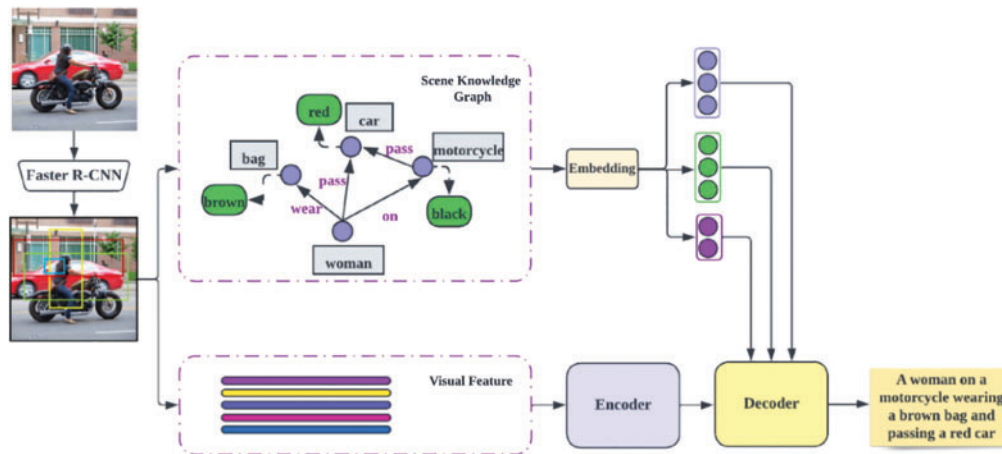 Faster R-CNN
Scene Knowledge
Graph
red
car
bag
pass
motorcycle
brown
pass
wear
on
black
woman
Embedding
Visual Feature
Encoder
Decoder
A woman on a
motorcycle wearing
a brown bag and
passing a red car